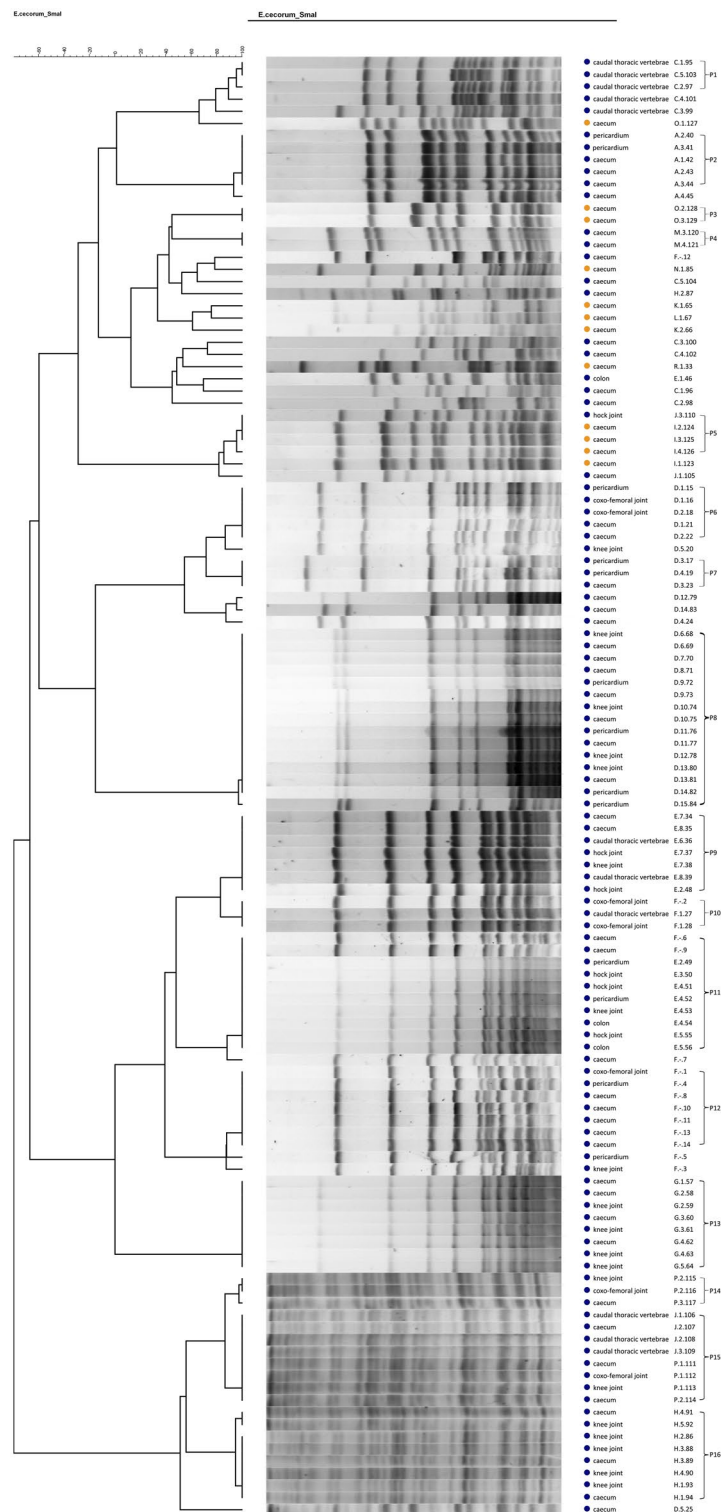 E.cecorum_SmaI
E.cecorum_SmaI
100
caudal thoracic vertebrae C.1.95
caudal thoracic vertebrae C.5.103
P1
caudal thoracic vertebrae C.2.97
caudal thoracic vertebrae C.4.101
caudal thoracic vertebrae C.3.99
caecum O.1.127
pericardium A.2.40
pericardium A.3.41
caecum A.1.42
P2
caecum A.2.43
caecum A.3.44
caecum A.4.45
caecum O.2.128
P3
caecum O.3.129
caecum M.3.120
P4
caecum M.4.121
caecum F.-.12
caecum N.1.85
caecum C.5.104
caecum H.2.87
caecum K.1.65
caecum L.1.67
caecum K.2.66
caecum C.3.100
caecum C.4.102
caecum R.1.33
colon E.1.46
caecum C.1.96
caecum C.2.98
hock joint J.3.110
caecum I.2.124
P5
caecum I.3.125
caecum I.4.126
caecum I.1.123
caecum J.1.105
pericardium D.1.15
coxo-femoral joint D.1.16
P6
coxo-femoral joint D.2.18
caecum D.1.21
caecum D.2.22
knee joint D.5.20
pericardium D.3.17
pericardium D.4.19
P7
caecum D.3.23
caecum D.12.79
caecum D.14.83
caecum D.4.24
knee joint D.6.68
caecum D.6.69
caecum D.7.70
caecum D.8.71
pericardium D.9.72
caecum D.9.73
knee joint D.10.74
caecum D.10.75
P8
pericardium D.11.76
caecum D.11.77
knee joint D.12.78
knee joint D.13.80
caecum D.13.81
pericardium D.14.82
pericardium D.15.84
caecum E.7.34
caecum E.8.35
caudal thoracic vertebrae E.6.36
hock joint E.7.37
P9
knee joint E.7.38
caudal thoracic vertebrae E.8.39
hock joint E.2.48
coxo-femoral joint F.-.2
caudal thoracic vertebrae F.1.27
P10
coxo-femoral joint F.1.28
caecum F.-.6
caecum F.-.9
pericardium E.2.49
hock joint E.3.50
hock joint E.4.51
P11
pericardium E.4.52
knee joint E.4.53
colon E.4.54
hock joint E.5.55
colon E.5.56
caecum F.-.7
coxo-femoral joint F.-.1
pericardium F.-.4
caecum F.-.8
caecum F.-.10
P12
caecum F.-.11
caecum F.-.13
caecum F.-.14
pericardium F.-.5
knee joint F.-.3
caecum G.1.57
caecum G.2.58
knee joint G.2.59
caecum G.3.60
knee joint G.3.61
P13
caecum G.4.62
knee joint G.4.63
knee joint G.5.64
knee joint P.2.115
coxo-femoral joint P.2.116
P14
caecum P.3.117
caudal thoracic vertebrae J.1.106
caecum J.2.107
caudal thoracic vertebrae J.2.108
caudal thoracic vertebrae J.3.109
P15
caecum P.1.111
coxo-femoral joint P.1.112
knee joint P.1.113
caecum P.2.114
caecum H.4.91
knee joint H.5.92
knee joint H.2.86
knee joint H.3.88
P16
caecum H.3.89
knee joint H.4.90
knee joint H.1.93
caecum H.1.94
caecum D.5.25